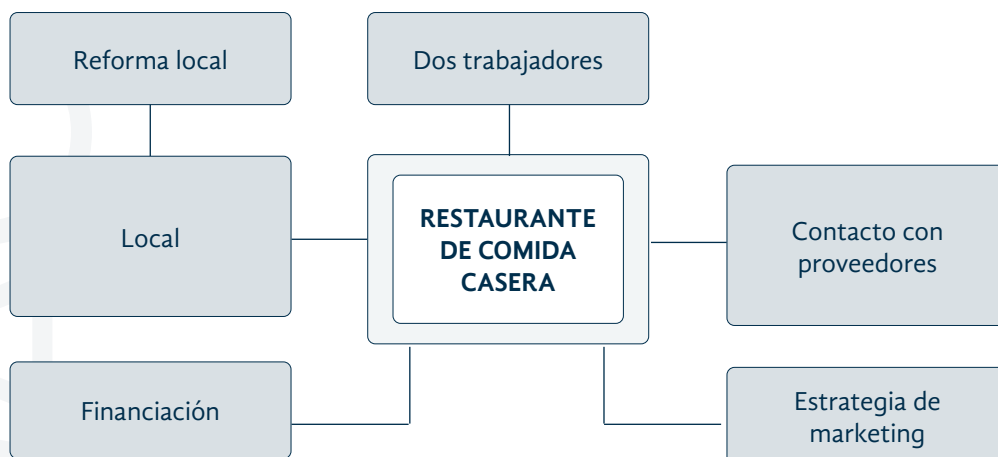 Reforma local
Dos trabajadores
Local
RESTAURANTE
DE COMIDA
CASERA
Contacto con
proveedores
Financiación
Estrategia de
marketing